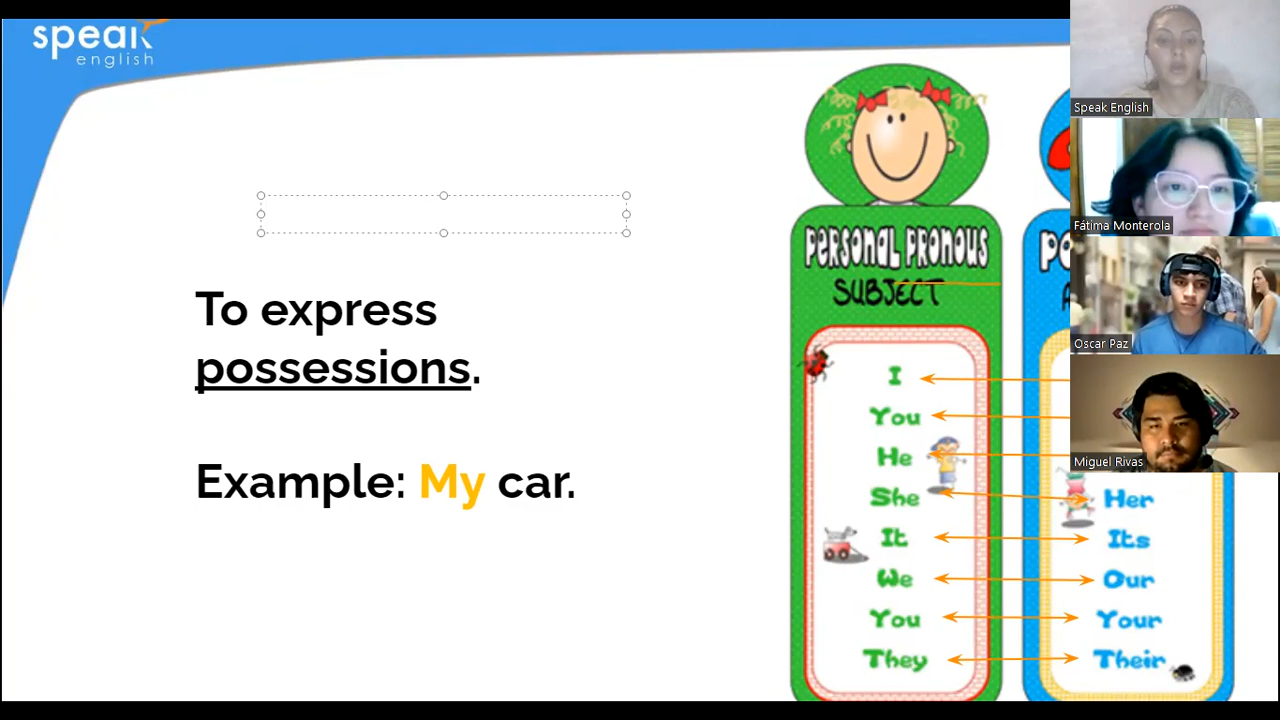 speak
english
To express
possessions.
Example: My car.
PERSONAL PRONOUS
SUBJECT
I
You
He
She
It
We
You
They
Her
Its
Our
Your
Their
Speak English
Fátima Monterola
Oscar Paz
Miguel Rivas